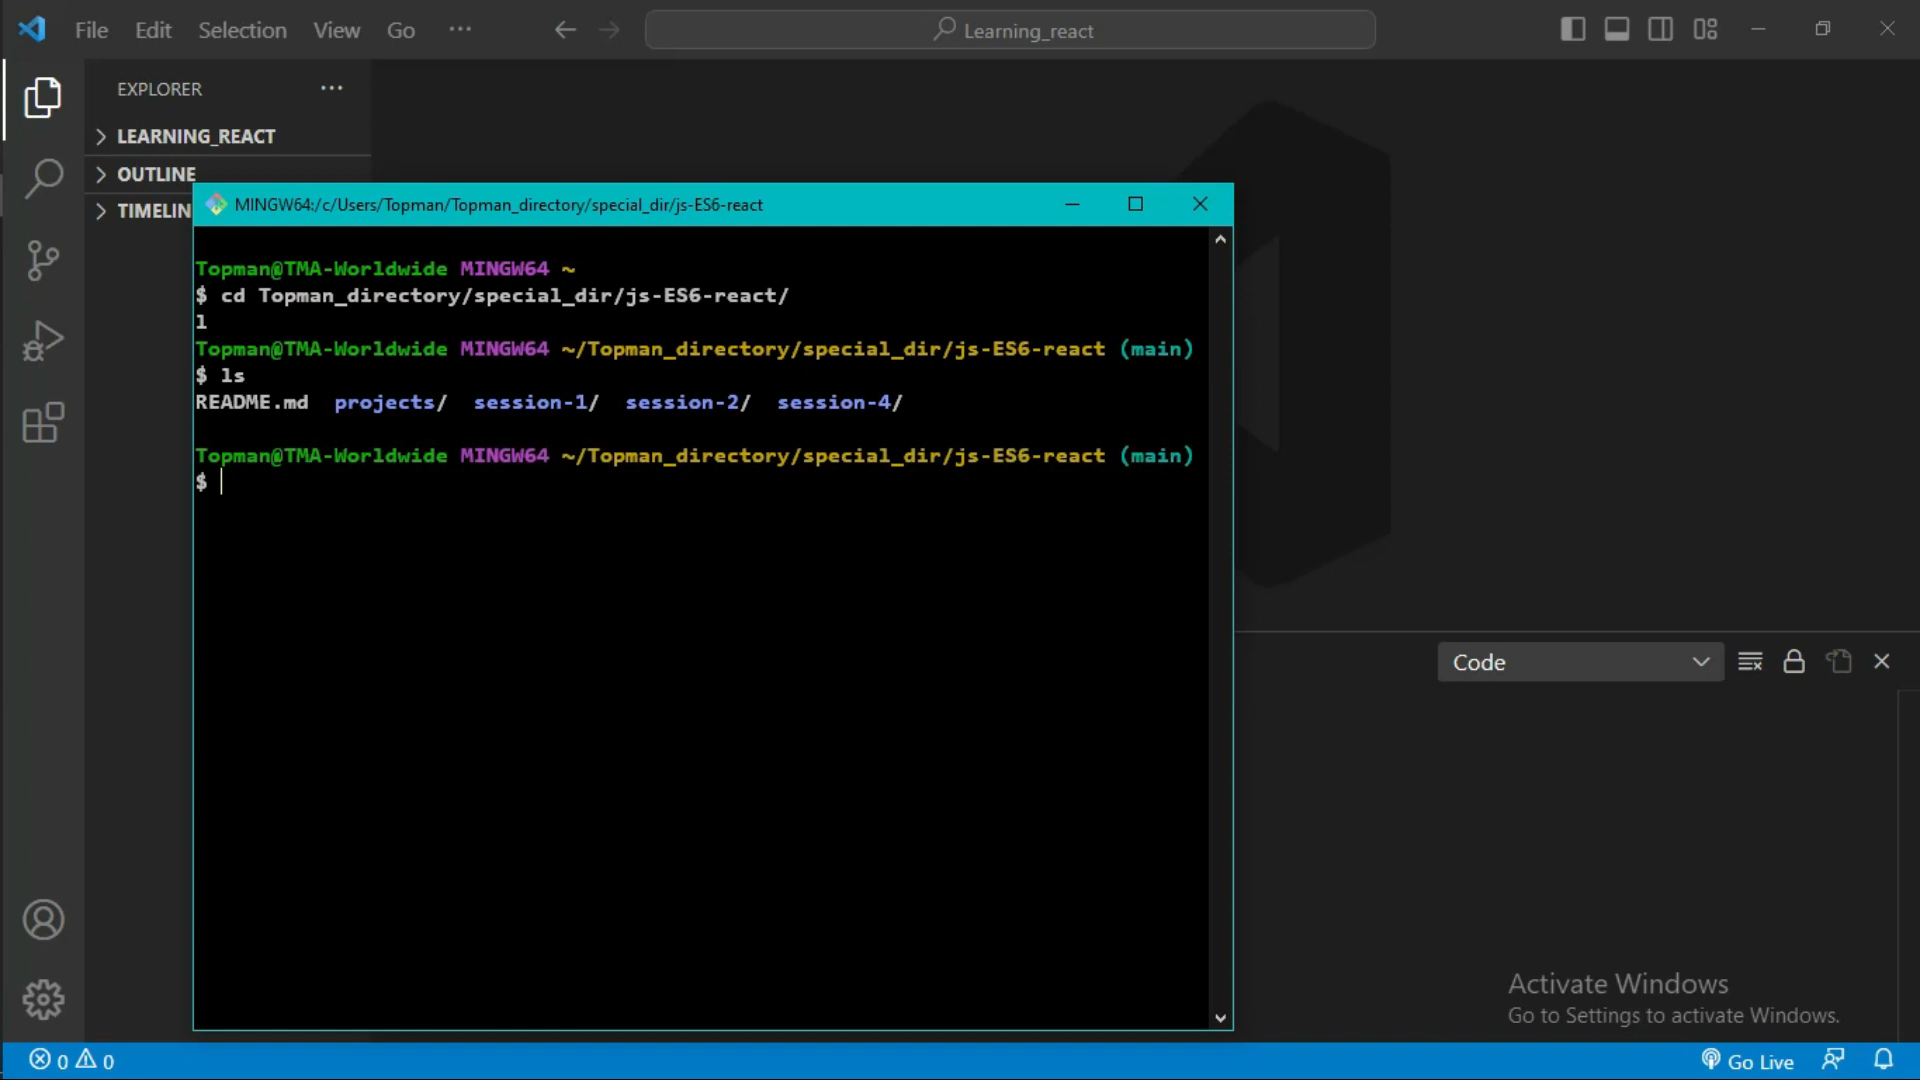 File Edit Selection View Go ···
Learning_react
EXPLORER ···
LEARNING_REACT
OUTLINE
TIMELIN
MINGW64:/c/Users/Topman/Topman_directory/special_dir/js-ES6-react
Topman@TMA-Worldwide MINGW64 ~
$ cd Topman_directory/special_dir/js-ES6-react/
l
Topman@TMA-Worldwide MINGW64 ~/Topman_directory/special_dir/js-ES6-react (main)
$ ls
README.md projects/ session-1/ session-2/ session-4/
Topman@TMA-Worldwide MINGW64 ~/Topman_directory/special_dir/js-ES6-react (main)
$
Code
Activate Windows
Go to Settings to activate Windows.
0 0
Go Live